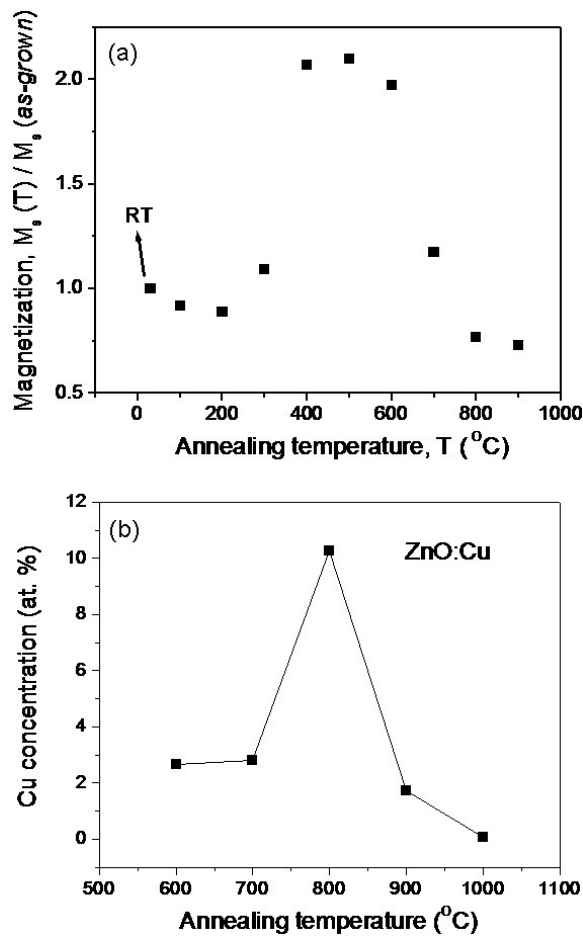 (a)
Magnetization, Mₛ (T) / Mₛ (as-grown)
2.0
1.5
1.0
0.5
RT
0 200 400 600 800 1000
Annealing temperature, T (°C)
(b)
ZnO:Cu
Cu concentration (at. %)
12
10
8
6
4
2
0
500 600 700 800 900 1000 1100
Annealing temperature (°C)